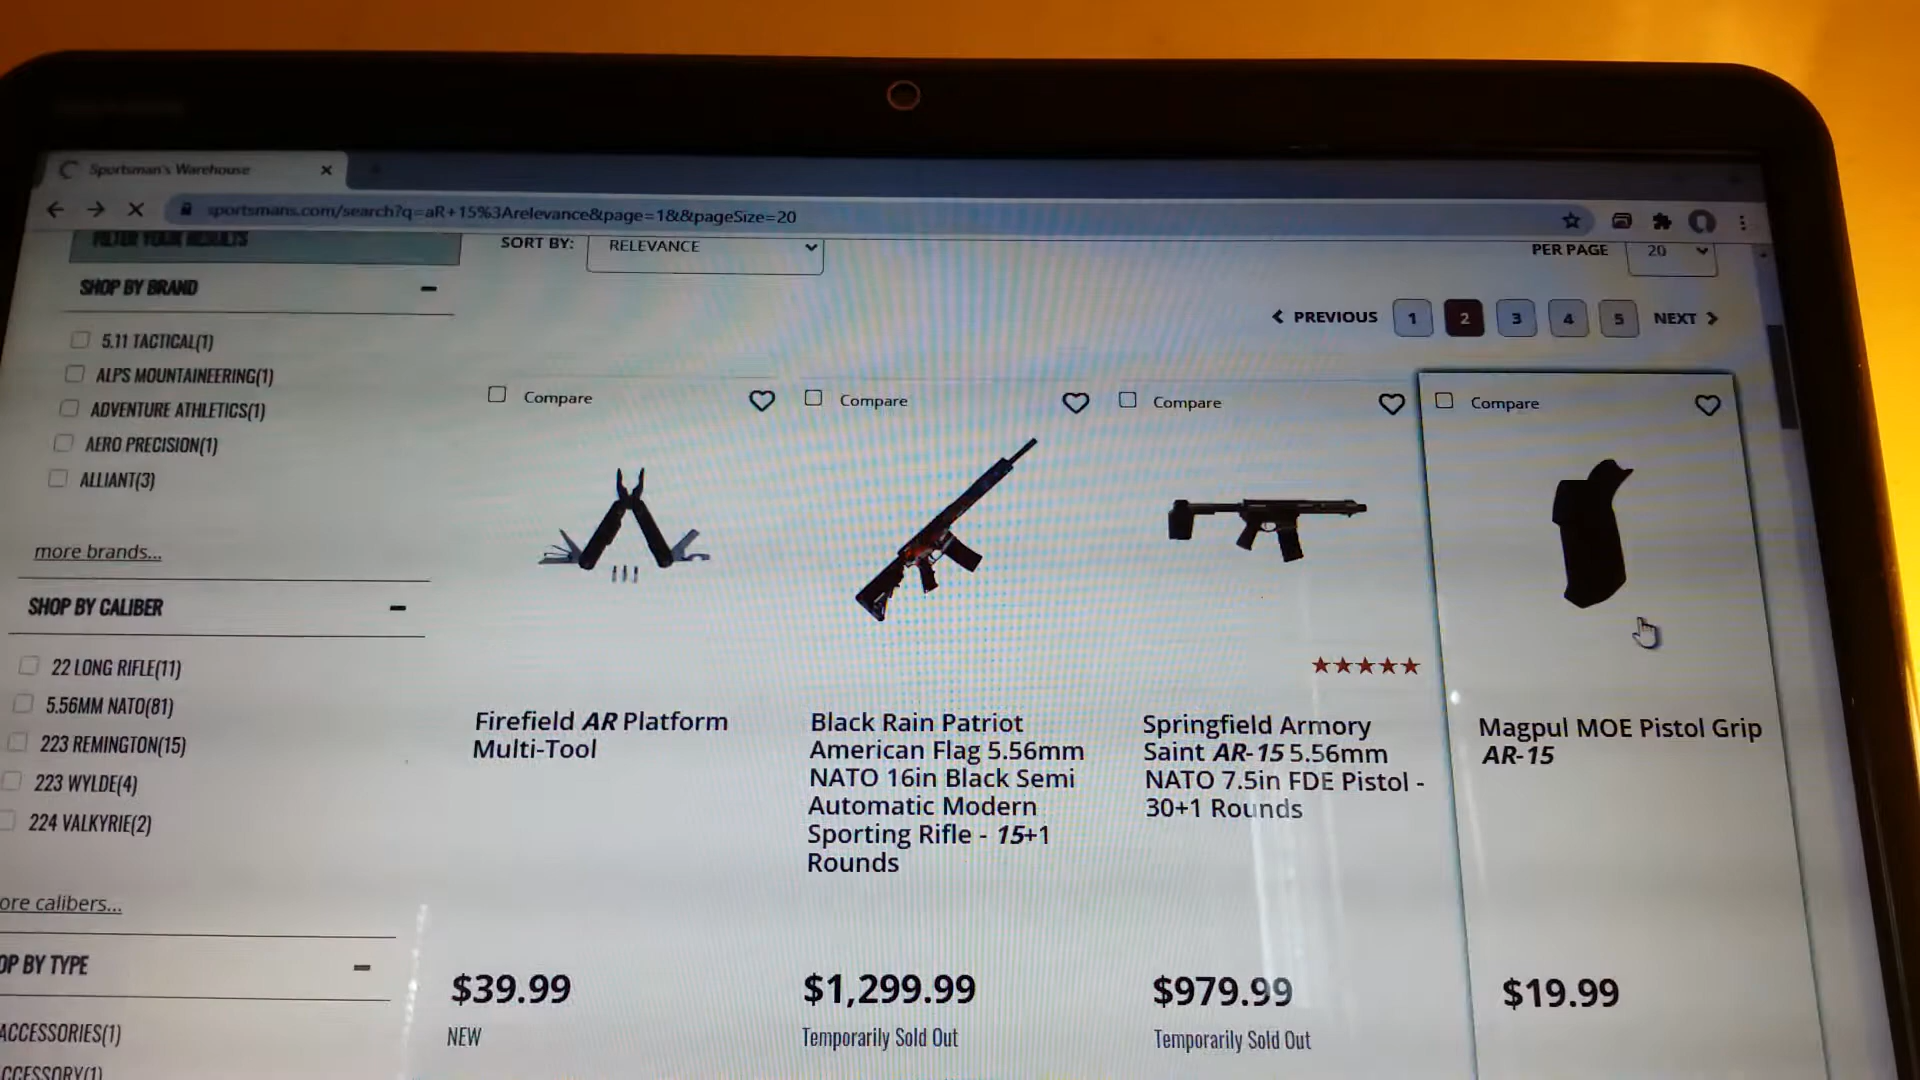 Sportsman's Warehouse
sportsmans.com/search?q=aR+15%3Arelevance&page=1&&pageSize=20
FILTER YOUR RESULTS
SORT BY:
RELEVANCE
PER PAGE
20
PREVIOUS 1 2 3 4 5 NEXT
SHOP BY BRAND
5.11 TACTICAL(1)
ALPS MOUNTAINEERING(1)
ADVENTURE ATHLETICS(1)
AERO PRECISION(1)
ALLIANT(3)
more brands...
SHOP BY CALIBER
22 LONG RIFLE(11)
5.56MM NATO(81)
223 REMINGTON(15)
223 WYLDE(4)
224 VALKYRIE(2)
ore calibers...
OP BY TYPE
ACCESSORIES(1)
CCESSORY(1)
Compare
Firefield AR Platform
Multi-Tool
$39.99
NEW
Compare
Black Rain Patriot
American Flag 5.56mm
NATO 16in Black Semi
Automatic Modern
Sporting Rifle - 15+1
Rounds
$1,299.99
Temporarily Sold Out
Compare
Springfield Armory
Saint AR-15 5.56mm
NATO 7.5in FDE Pistol -
30+1 Rounds
$979.99
Temporarily Sold Out
Compare
Magpul MOE Pistol Grip
AR-15
$19.99